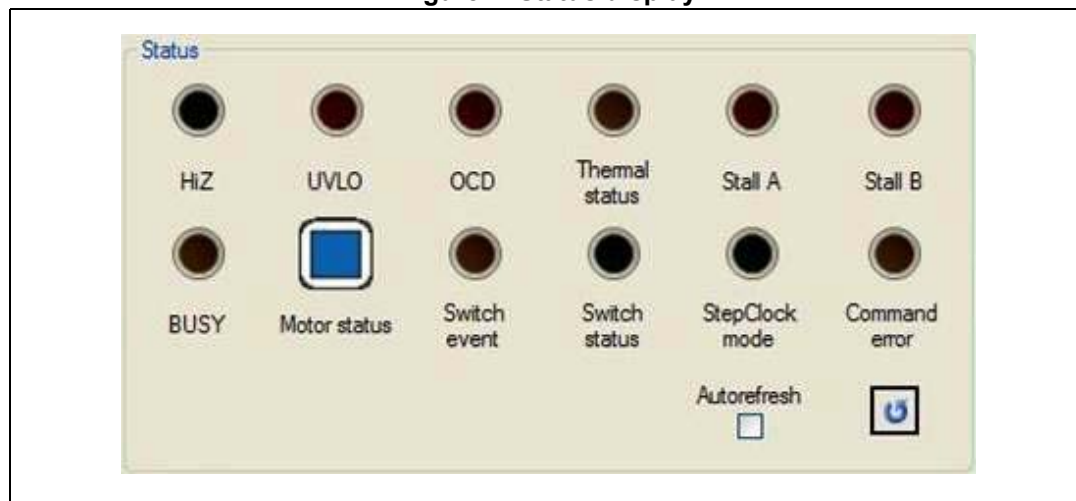 Status
HiZ
UVLO
OCD
Thermal
status
Stall A
Stall B
BUSY
Motor status
Switch
event
Switch
status
StepClock
mode
Command
error
Autorefresh